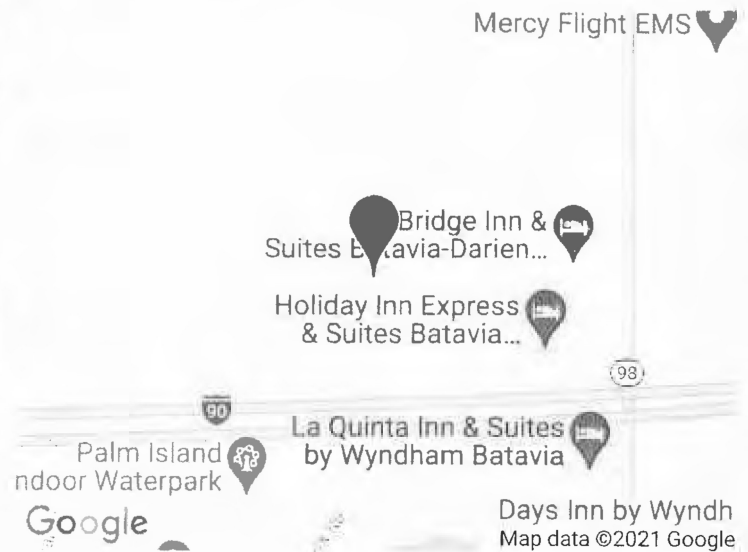 Mercy Flight EMS
Bridge Inn &
Suites B tavia-Darien...
Holiday Inn Express
& Suites Batavia...
98
90
La Quinta Inn & Suites
by Wyndham Batavia
Palm Island
ndoor Waterpark
Days Inn by Wyndh
Google
Map data ©2021 Google